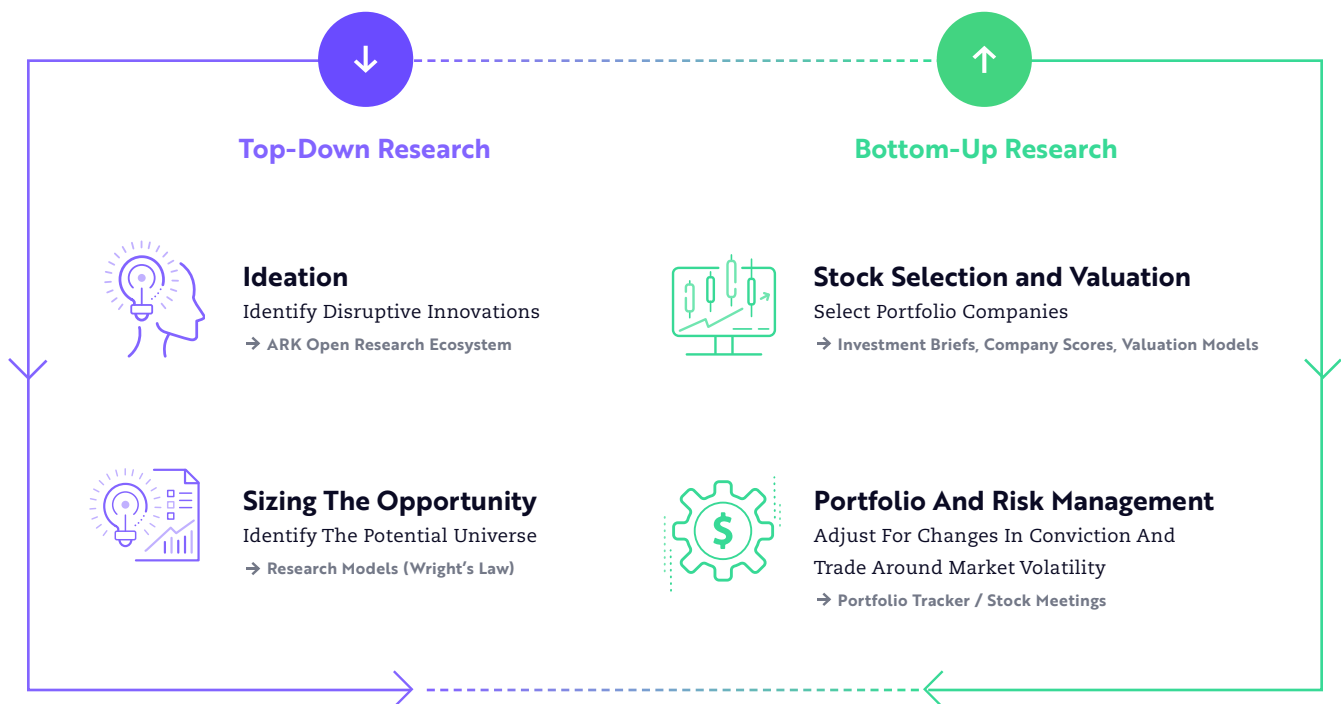 Top-Down Research
Ideation
Identify Disruptive Innovations
→ ARK Open Research Ecosystem
Sizing The Opportunity
Identify The Potential Universe
→ Research Models (Wright’s Law)
Bottom-Up Research
Stock Selection and Valuation
Select Portfolio Companies
→ Investment Briefs, Company Scores, Valuation Models
$
Portfolio And Risk Management
Adjust For Changes In Conviction And
Trade Around Market Volatility
→ Portfolio Tracker / Stock Meetings